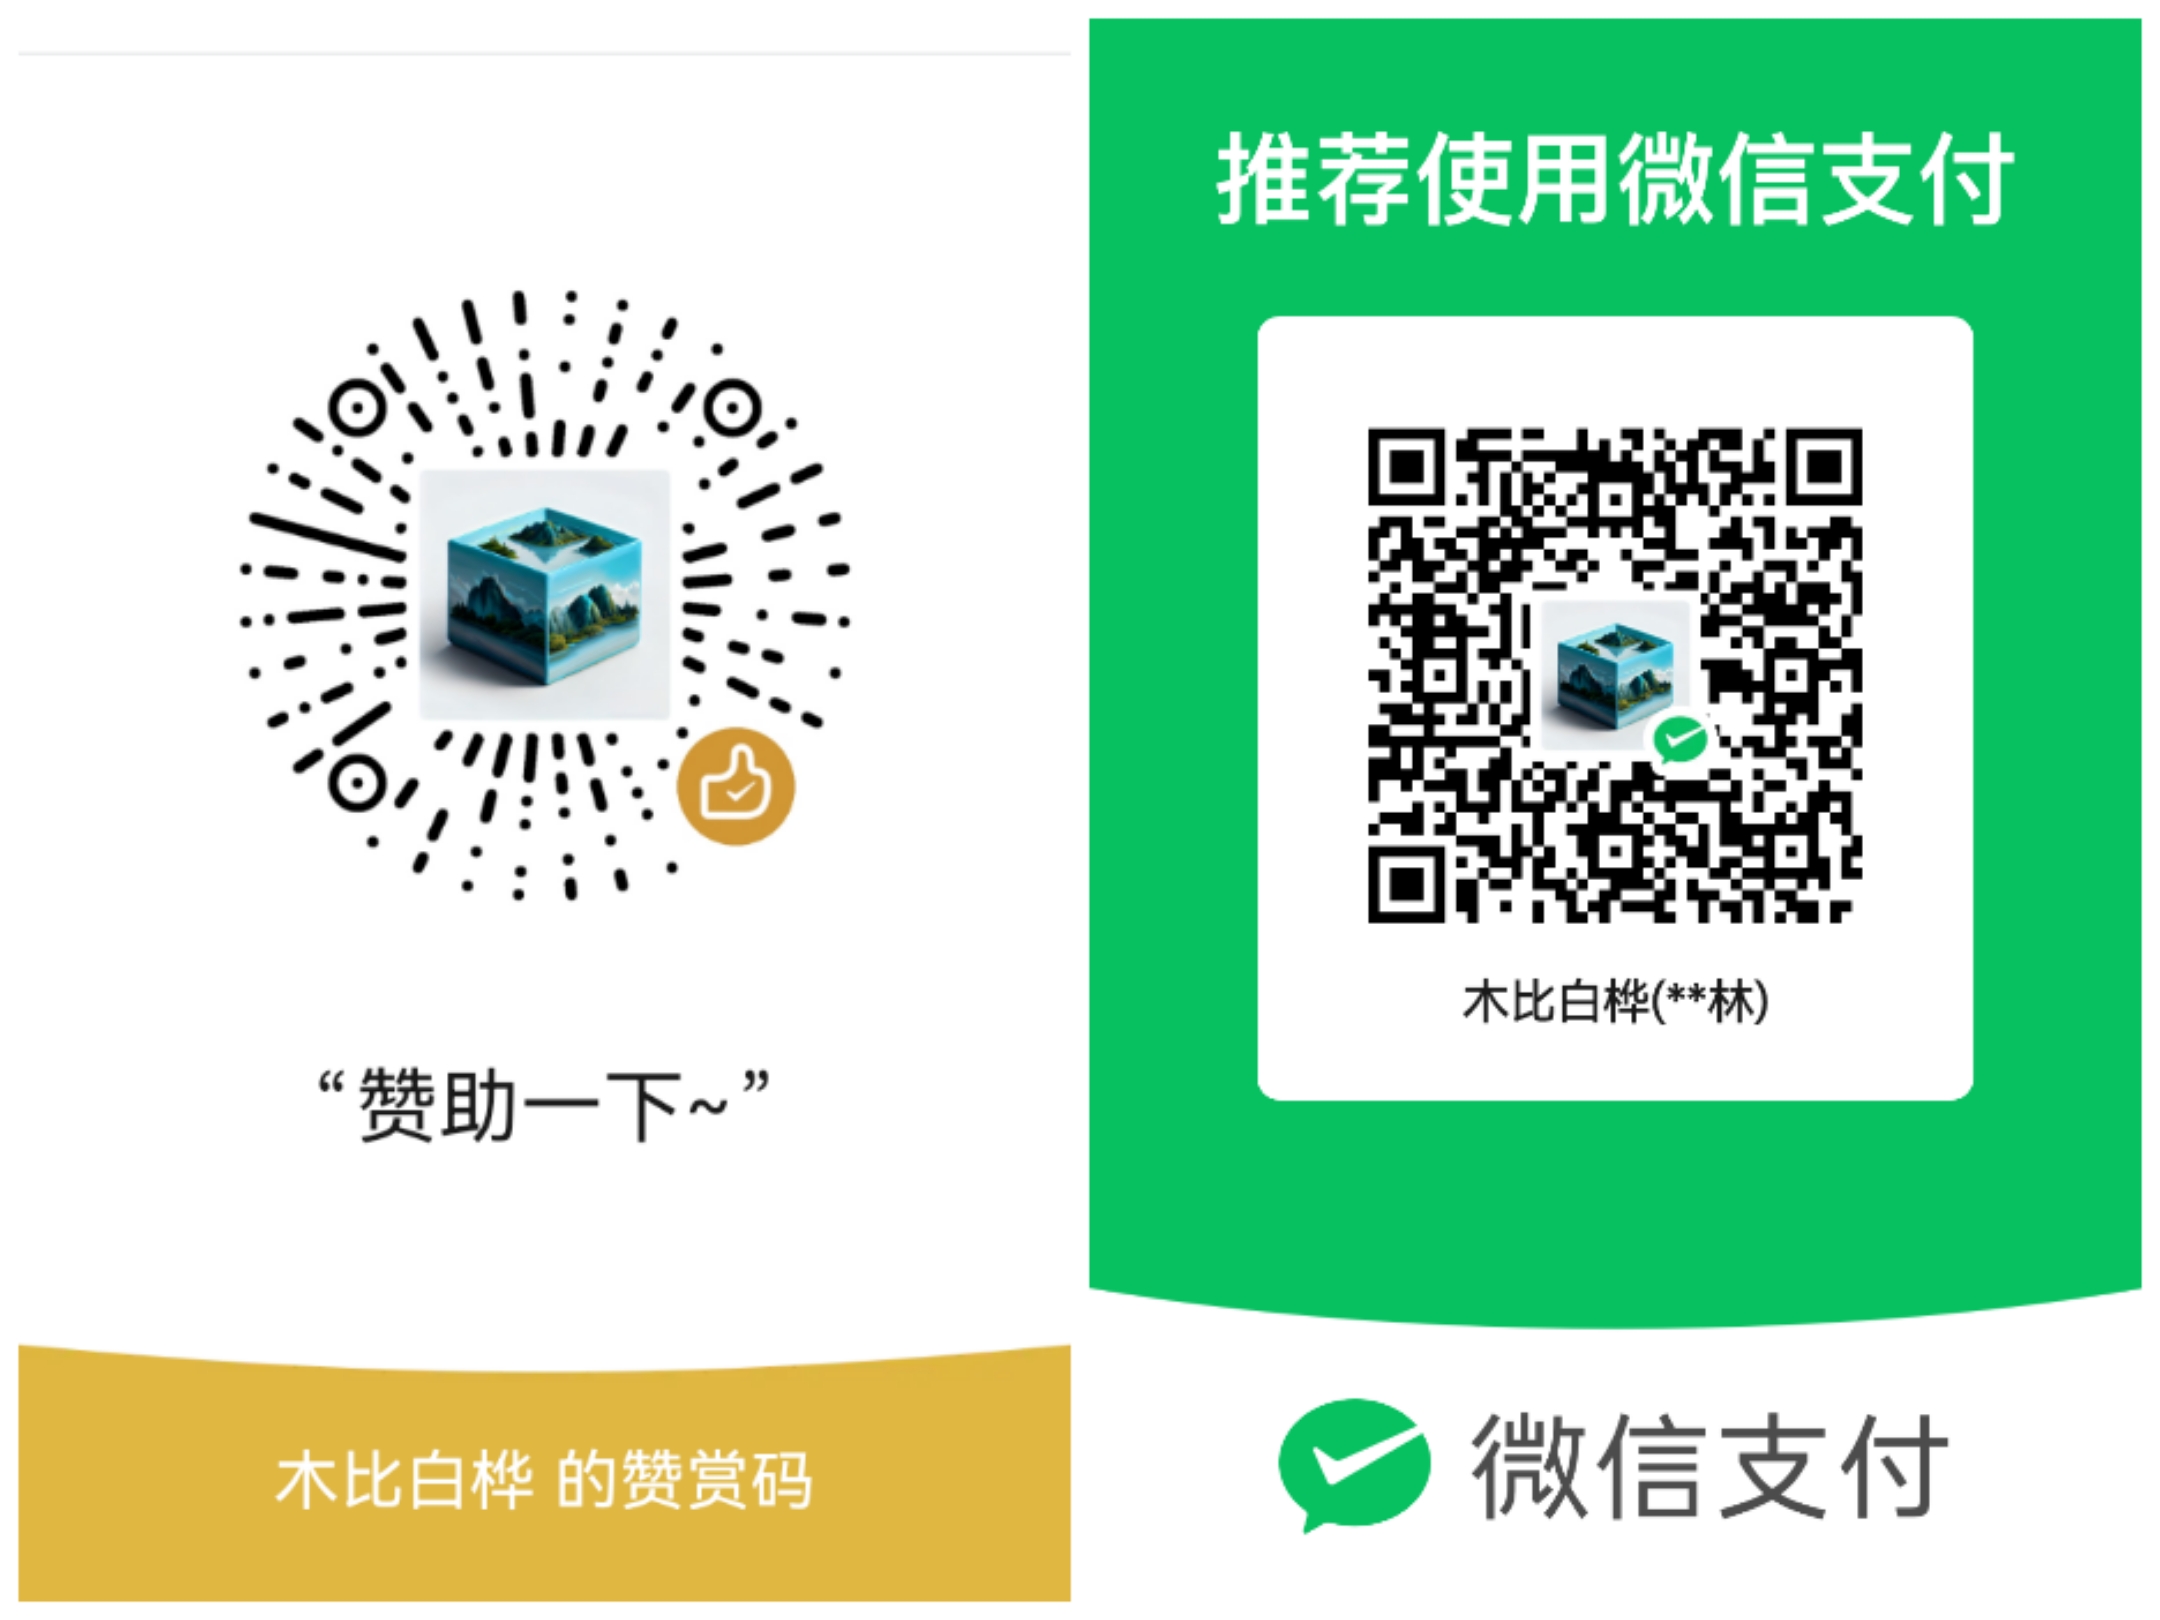 “赞助一下~”
木比白桦 的赞赏码
推荐使用微信支付
木比白桦(**林)
微信支付